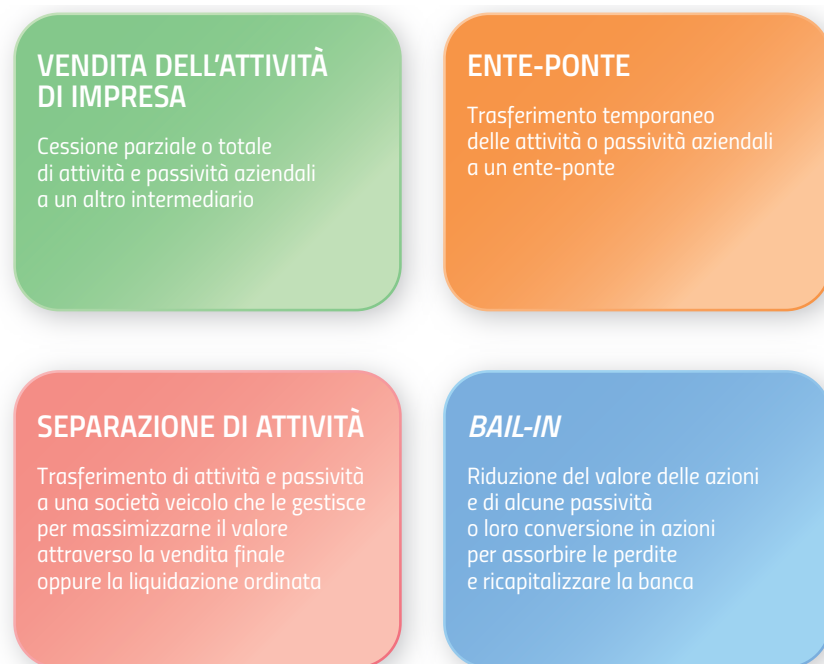 VENDITA DELL'ATTIVITÀ
DI IMPRESA
Cessione parziale o totale
di attività e passività aziendali
a un altro intermediario
ENTE-PONTE
Trasferimento temporaneo
delle attività o passività aziendali
a un ente-ponte
SEPARAZIONE DI ATTIVITÀ
Trasferimento di attività e passività
a una società veicolo che le gestisce
per massimizzarne il valore
attraverso la vendita finale
oppure la liquidazione ordinata
BAIL-IN
Riduzione del valore delle azioni
e di alcune passività
o loro conversione in azioni
per assorbire le perdite
e ricapitalizzare la banca